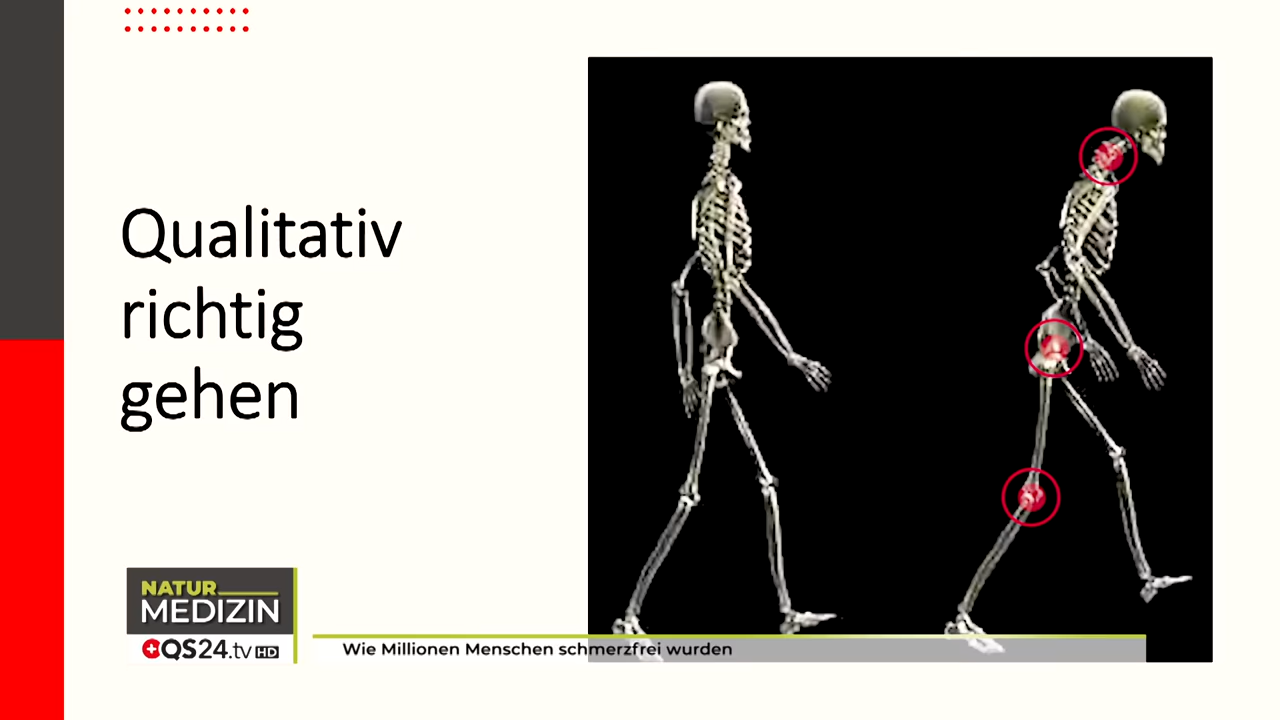 Qualitativ
richtig
gehen
NATUR
MEDIZIN
QS24.tv HD
Wie Millionen Menschen schmerzfrei wurden